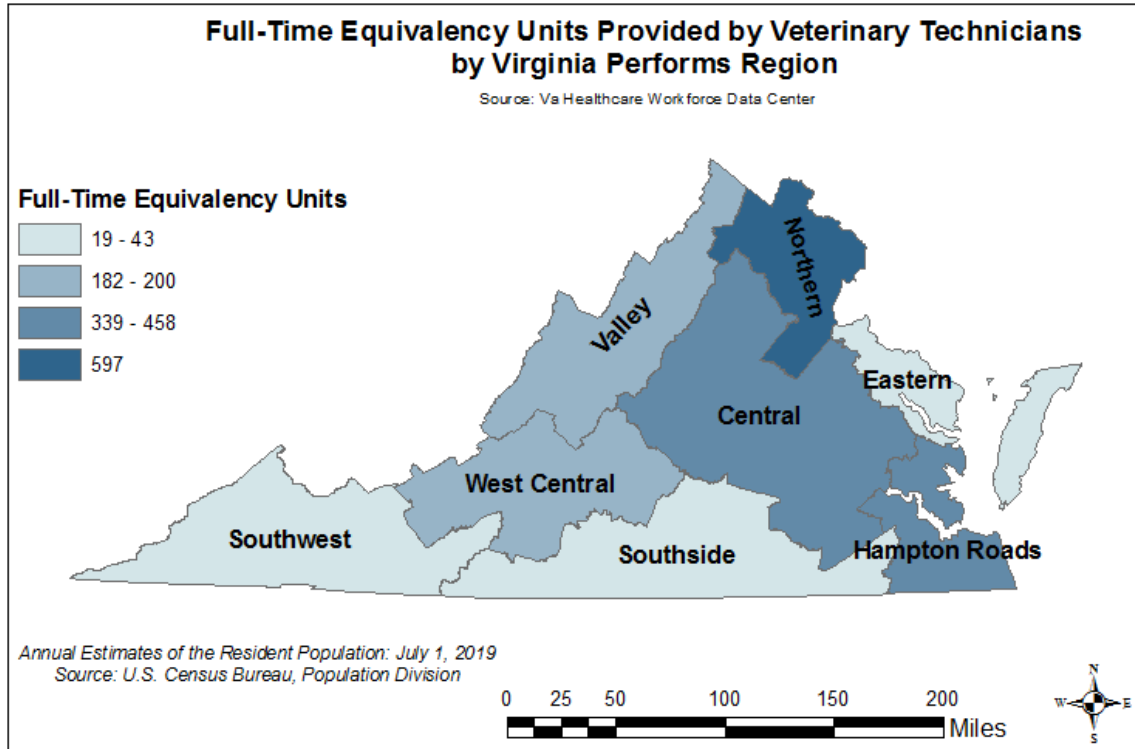 Full-Time Equivalency Units Provided by Veterinary Technicians
by Virginia Performs Region
Source: Va Healthcare Workforce Data Center
Full-Time Equivalency Units
19 - 43
182 - 200
339 - 458
597
Northern
Valley
Eastern
Central
West Central
Southwest
Southside
Hampton Roads
Annual Estimates of the Resident Population: July 1, 2019
Source: U.S. Census Bureau, Population Division
0 25 50 100 150 200
Miles
N
W E
S